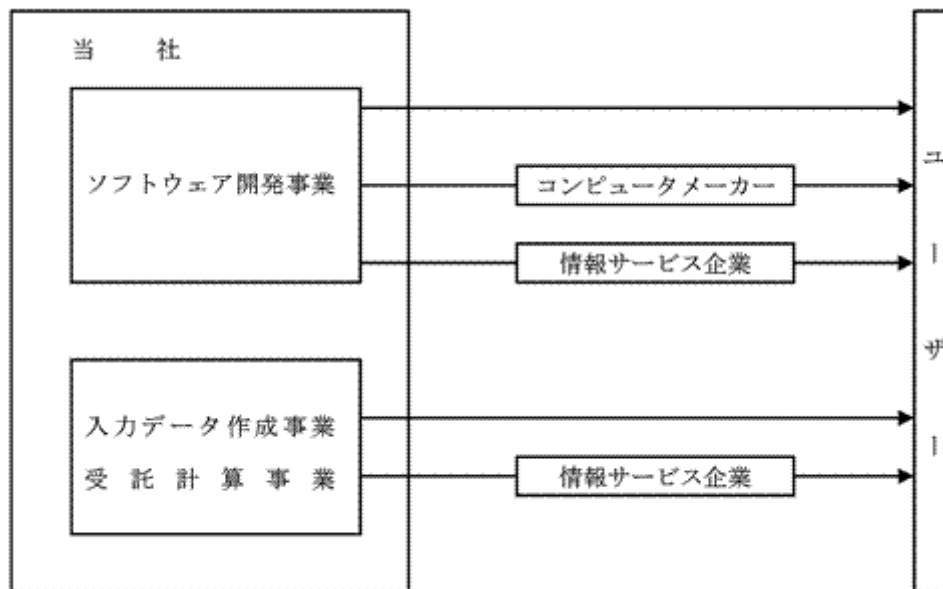 当社
ソフトウェア開発事業
コンピュータメーカー
情報サービス企業
入力データ作成事業
受託計算事業
情報サービス企業
ユーザー